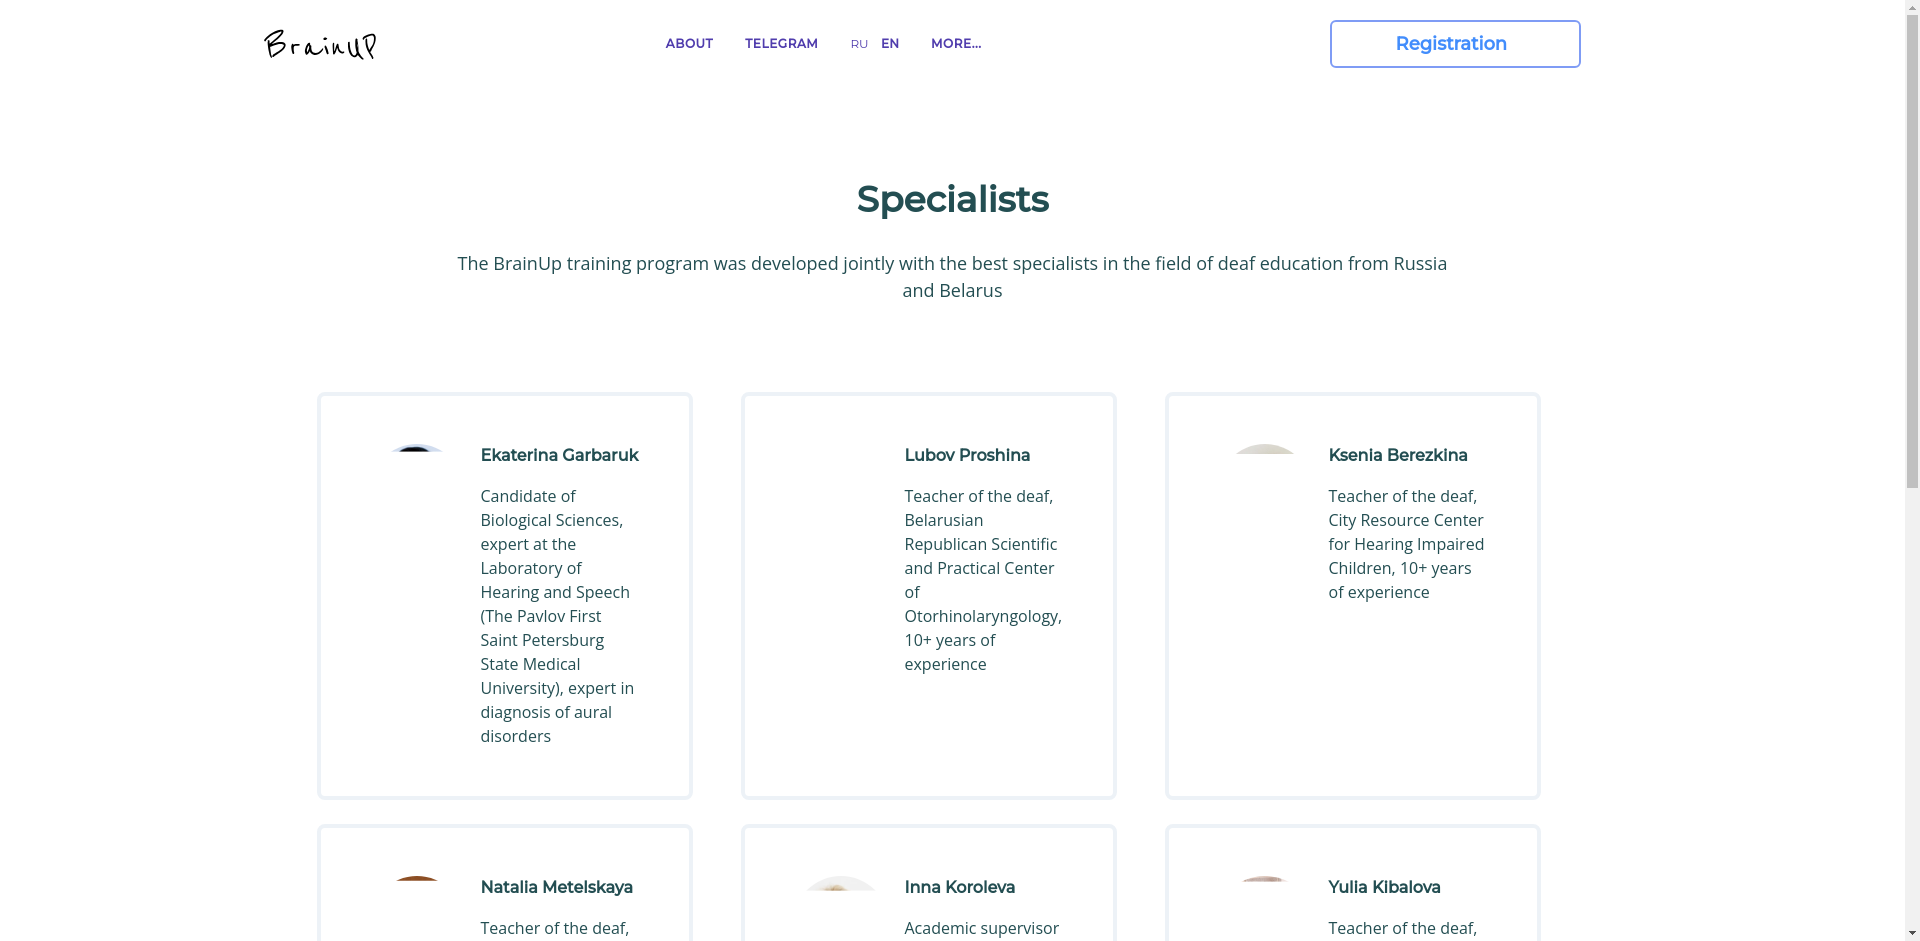 BrainUP
ABOUT
TELEGRAM
RU
EN
MORE...
Registration
Specialists
The BrainUp training program was developed jointly with the best specialists in the field of deaf education from Russia
and Belarus
Ekaterina Garbaruk
Candidate of
Biological Sciences,
expert at the
Laboratory of
Hearing and Speech
(The Pavlov First
Saint Petersburg
State Medical
University), expert in
diagnosis of aural
disorders
Lubov Proshina
Teacher of the deaf,
Belarusian
Republican Scientific
and Practical Center
of
Otorhinolaryngology,
10+ years of
experience
Ksenia Berezkina
Teacher of the deaf,
City Resource Center
for Hearing Impaired
Children, 10+ years
of experience
Natalia Metelskaya
Teacher of the deaf,
Inna Koroleva
Academic supervisor
Yulia Kibalova
Teacher of the deaf,